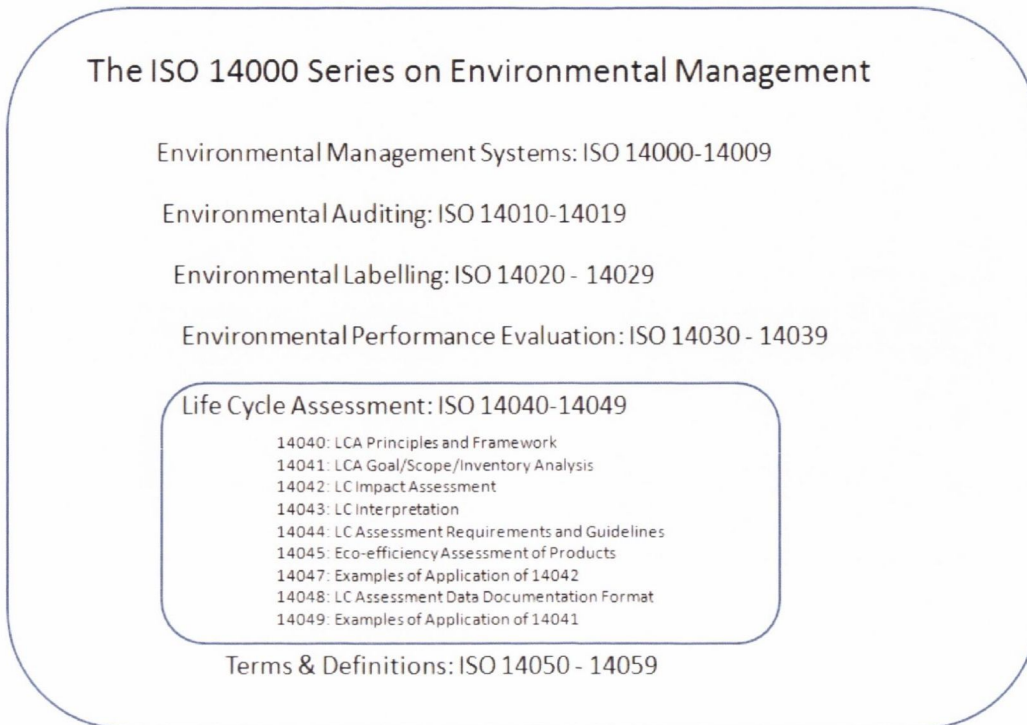 The ISO 14000 Series on Environmental Management
Environmental Management Systems: ISO 14000-14009
Environmental Auditing: ISO 14010-14019
Environmental Labelling: ISO 14020 - 14029
Environmental Performance Evaluation: ISO 14030 - 14039
Life Cycle Assessment: ISO 14040-14049
14040: LCA Principles and Framework
14041: LCA Goal/Scope/Inventory Analysis
14042: LC Impact Assessment
14043: LC Interpretation
14044: LC Assessment Requirements and Guidelines
14045: Eco-efficiency Assessment of Products
14047: Examples of Application of 14042
14048: LC Assessment Data Documentation Format
14049: Examples of Application of 14041
Terms & Definitions: ISO 14050 - 14059